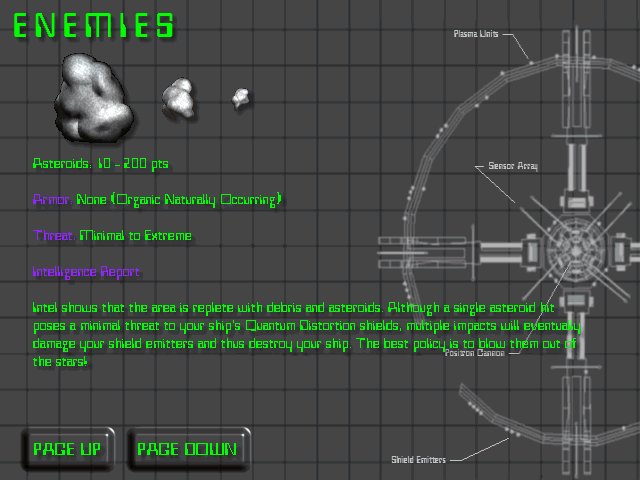 ENEMIES
Plasma Units
Asteroids: 10 - 200 pts
Sensor Array
Armor: None (Organic Naturally Occurring)
Threat: Minimal to Extreme
Intelligence Report:
Intel shows that the area is replete with debris and asteroids. Although a single asteroid hit
poses a minimal threat to your ship's Quantum Distortion shields, multiple impacts will eventually
damage your shield emitters and thus destroy your ship. The best policy is to blow them out of
Positron Cannon
the stars!
PAGE UP
PAGE DOWN
Shield Emitters